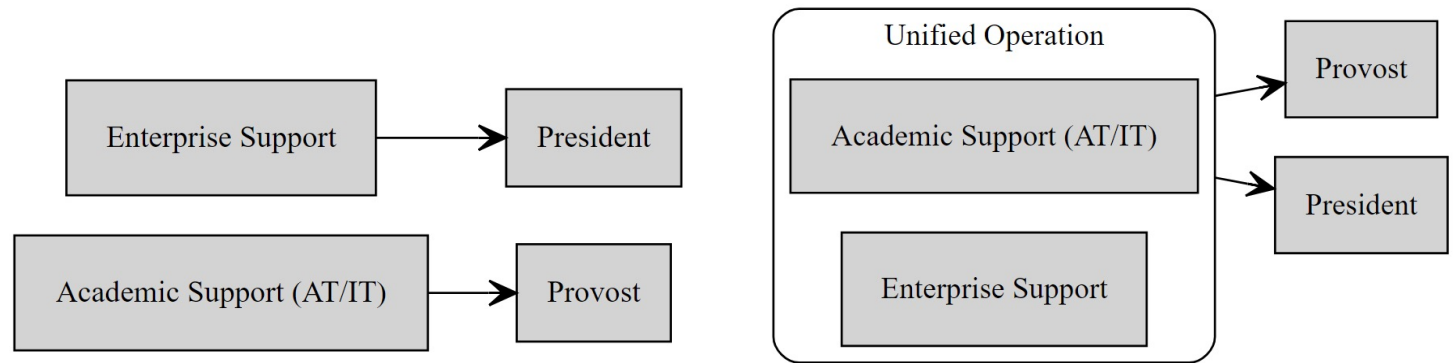 Enterprise Support
President
Academic Support (AT/IT)
Provost
Unified Operation
Academic Support (AT/IT)
Enterprise Support
Provost
President